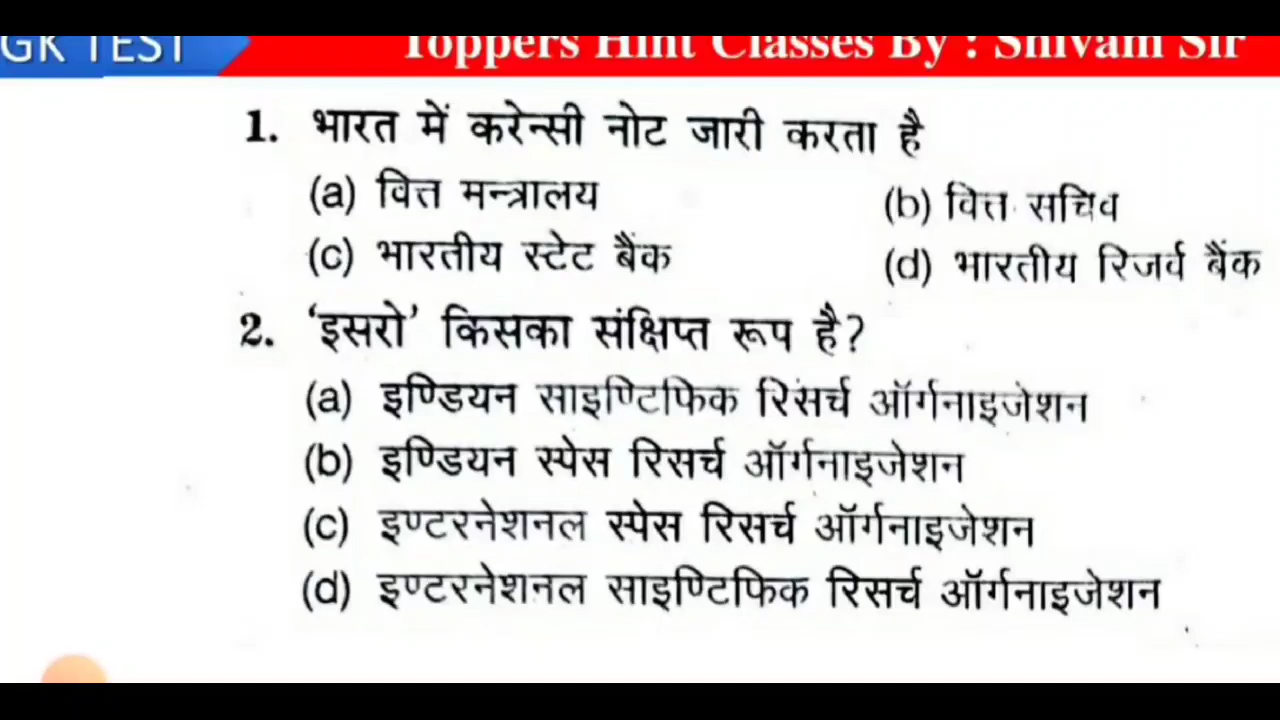 GK TEST
Toppers Hint Classes By : Shivam Sir
1. भारत में करेन्सी नोट जारी करता है
(a) वित्त मन्त्रालय (b) वित्त सचिव
(c) भारतीय स्टेट बैंक (d) भारतीय रिजर्व बैंक
2. ‘इसरो’ किसका संक्षिप्त रूप है?
(a) इण्डियन साइण्टिफिक रिसर्च ऑर्गनाइजेशन
(b) इण्डियन स्पेस रिसर्च ऑर्गनाइजेशन
(c) इण्टरनेशनल स्पेस रिसर्च ऑर्गनाइजेशन
(d) इण्टरनेशनल साइण्टिफिक रिसर्च ऑर्गनाइजेशन